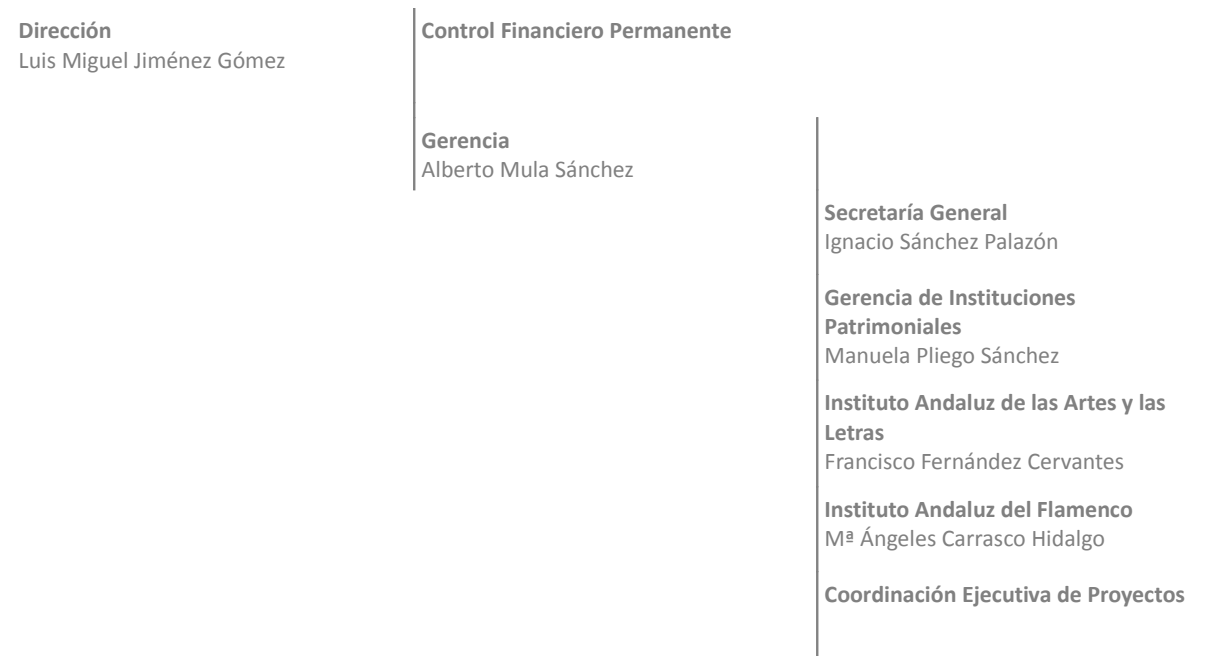 Dirección
Luis Miguel Jiménez Gómez
Control Financiero Permanente
Gerencia
Alberto Mula Sánchez
Secretaría General
Ignacio Sánchez Palazón
Gerencia de Instituciones
Patrimoniales
Manuela Pliego Sánchez
Instituto Andaluz de las Artes y las
Letras
Francisco Fernández Cervantes
Instituto Andaluz del Flamenco
Mª Ángeles Carrasco Hidalgo
Coordinación Ejecutiva de Proyectos